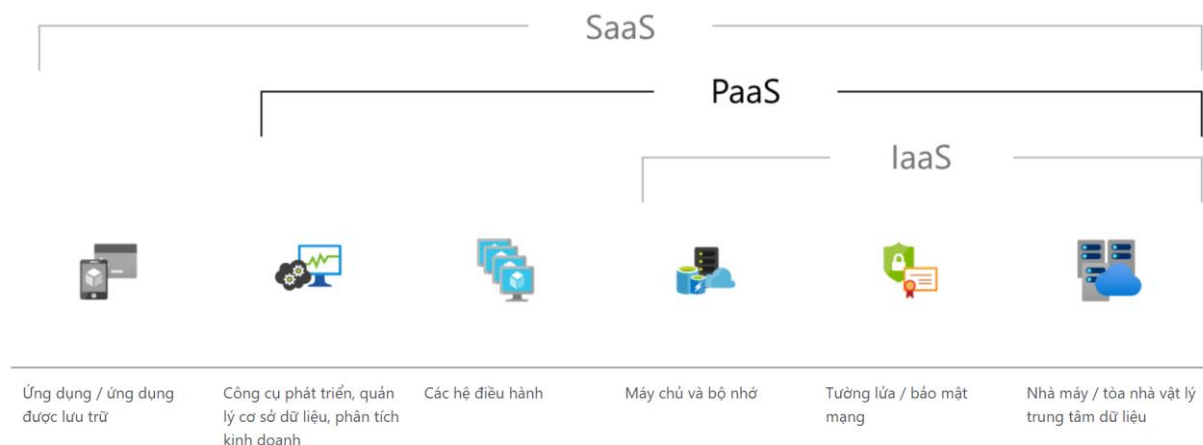 SaaS
PaaS
IaaS
Ứng dụng / ứng dụng
được lưu trữ
Công cụ phát triển, quản
lý cơ sở dữ liệu, phân tích
kinh doanh
Các hệ điều hành
Máy chủ và bộ nhớ
Tường lửa / bảo mật
mạng
Nhà máy / tòa nhà vật lý
trung tâm dữ liệu